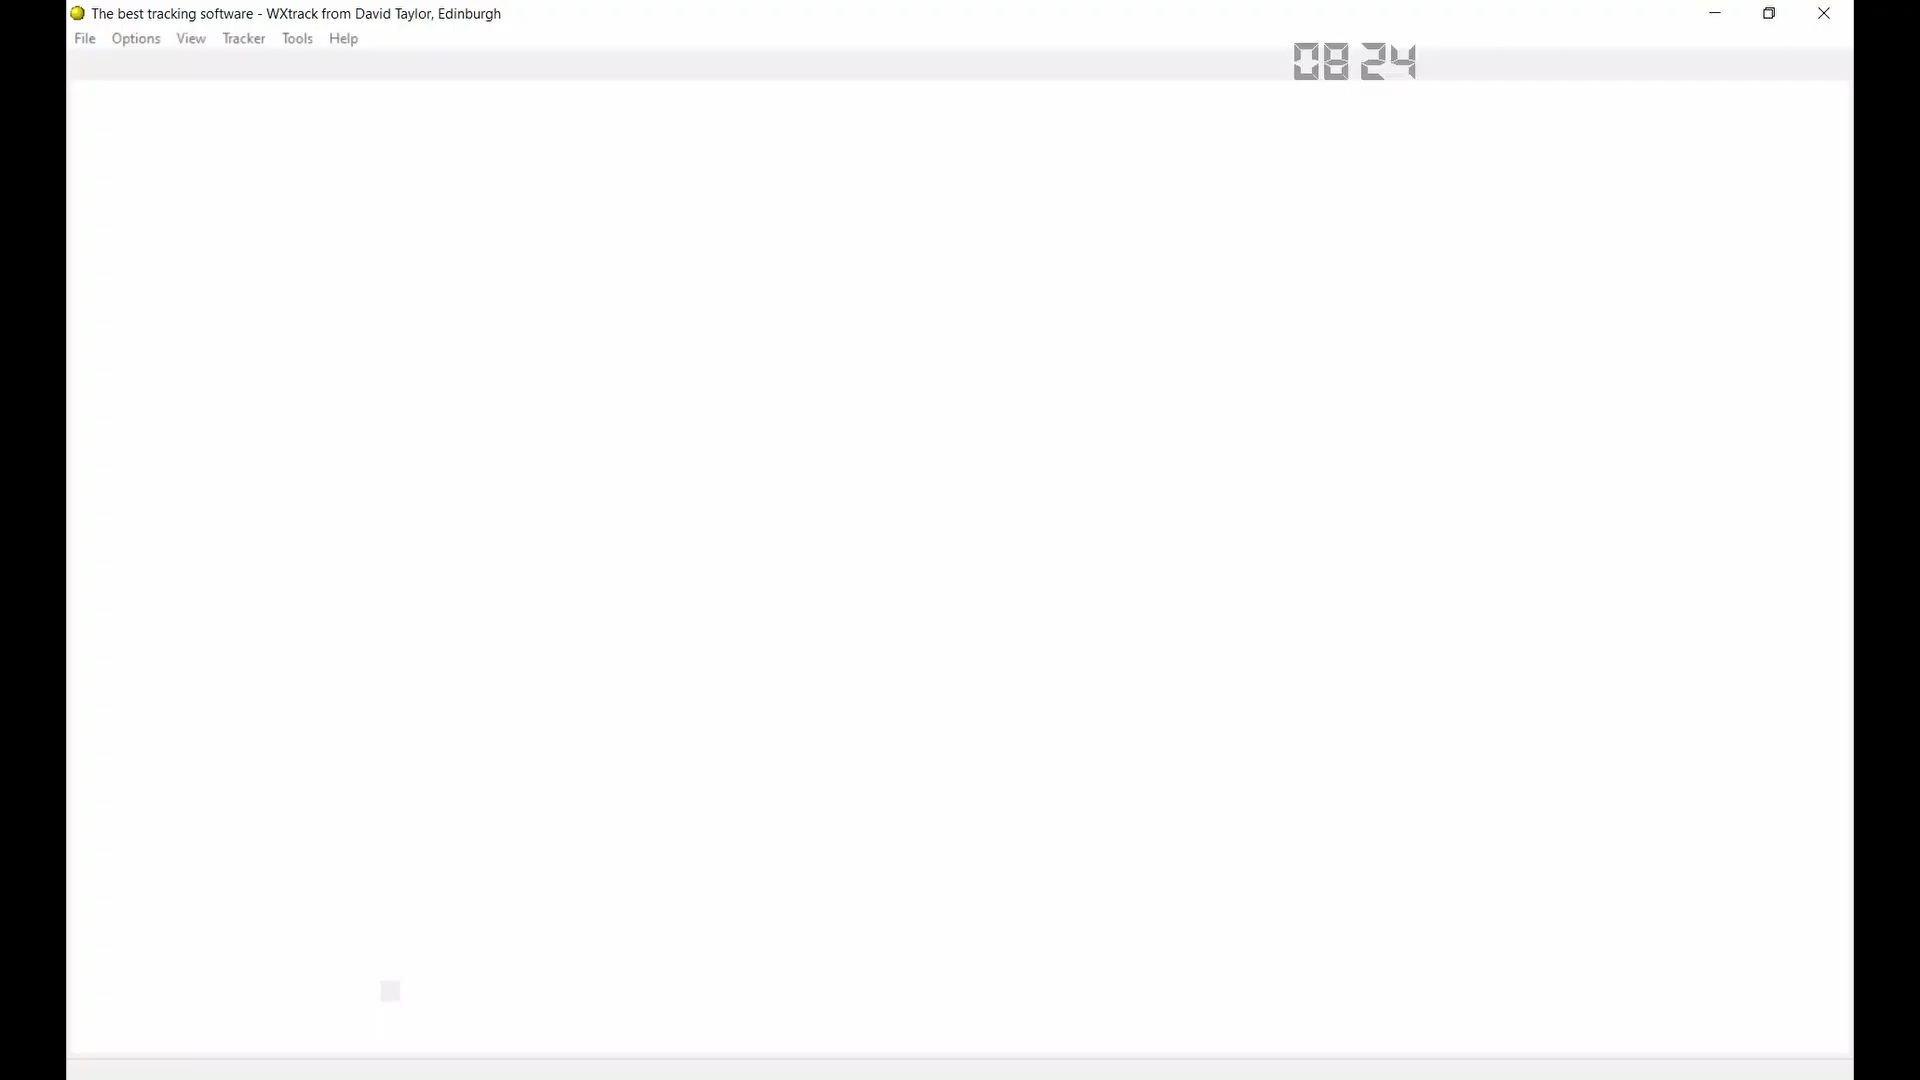 The best tracking software - WXtrack from David Taylor, Edinburgh
File Options View Tracker Tools Help
08 24